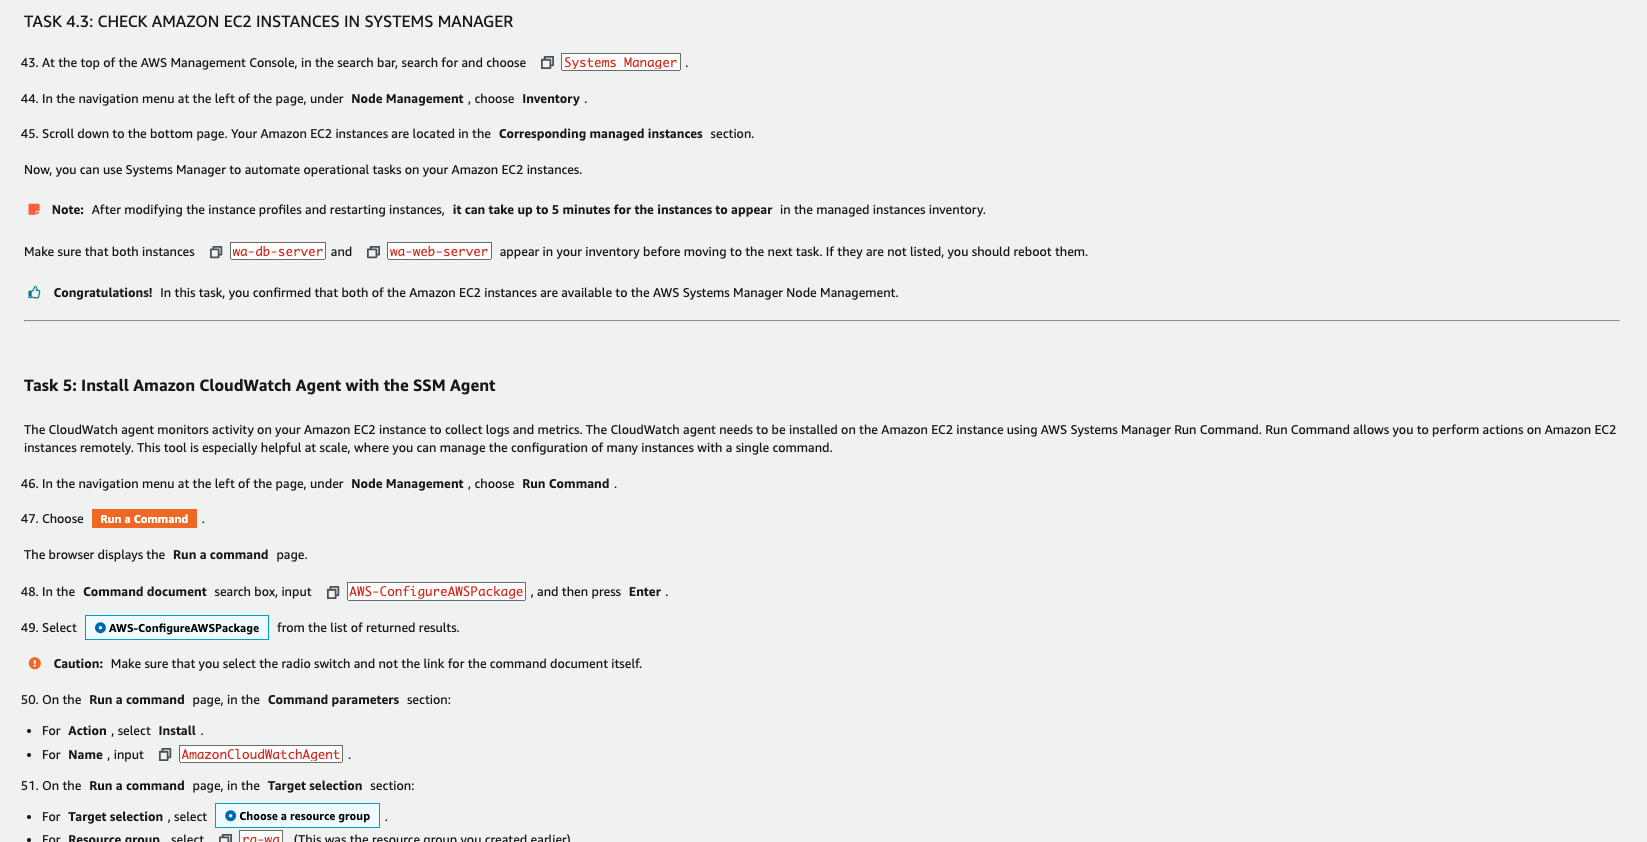 TASK 4.3: CHECK AMAZON EC2 INSTANCES IN SYSTEMS MANAGER
43. At the top of the AWS Management Console, in the search bar, search for and choose Systems Manager .
44. In the navigation menu at the left of the page, under Node Management , choose Inventory .
45. Scroll down to the bottom page. Your Amazon EC2 instances are located in the Corresponding managed instances section.
Now, you can use Systems Manager to automate operational tasks on your Amazon EC2 instances.
Note: After modifying the instance profiles and restarting instances, it can take up to 5 minutes for the instances to appear in the managed instances inventory.
Make sure that both instances wa-db-server and wa-web-server appear in your inventory before moving to the next task. If they are not listed, you should reboot them.
Congratulations! In this task, you confirmed that both of the Amazon EC2 instances are available to the AWS Systems Manager Node Management.
Task 5: Install Amazon CloudWatch Agent with the SSM Agent
The CloudWatch agent monitors activity on your Amazon EC2 instance to collect logs and metrics. The CloudWatch agent needs to be installed on the Amazon EC2 instance using AWS Systems Manager Run Command. Run Command allows you to perform actions on Amazon EC2
instances remotely. This tool is especially helpful at scale, where you can manage the configuration of many instances with a single command.
46. In the navigation menu at the left of the page, under Node Management , choose Run Command .
47. Choose Run a Command .
The browser displays the Run a command page.
48. In the Command document search box, input AWS-ConfigureAWSPackage , and then press Enter .
49. Select AWS-ConfigureAWSPackage from the list of returned results.
Caution: Make sure that you select the radio switch and not the link for the command document itself.
50. On the Run a command page, in the Command parameters section:
• For Action , select Install .
• For Name , input AmazonCloudWatchAgent .
51. On the Run a command page, in the Target selection section:
• For Target selection , select Choose a resource group .
• For Resource group select rg-wa (This was the resource group you created earlier)